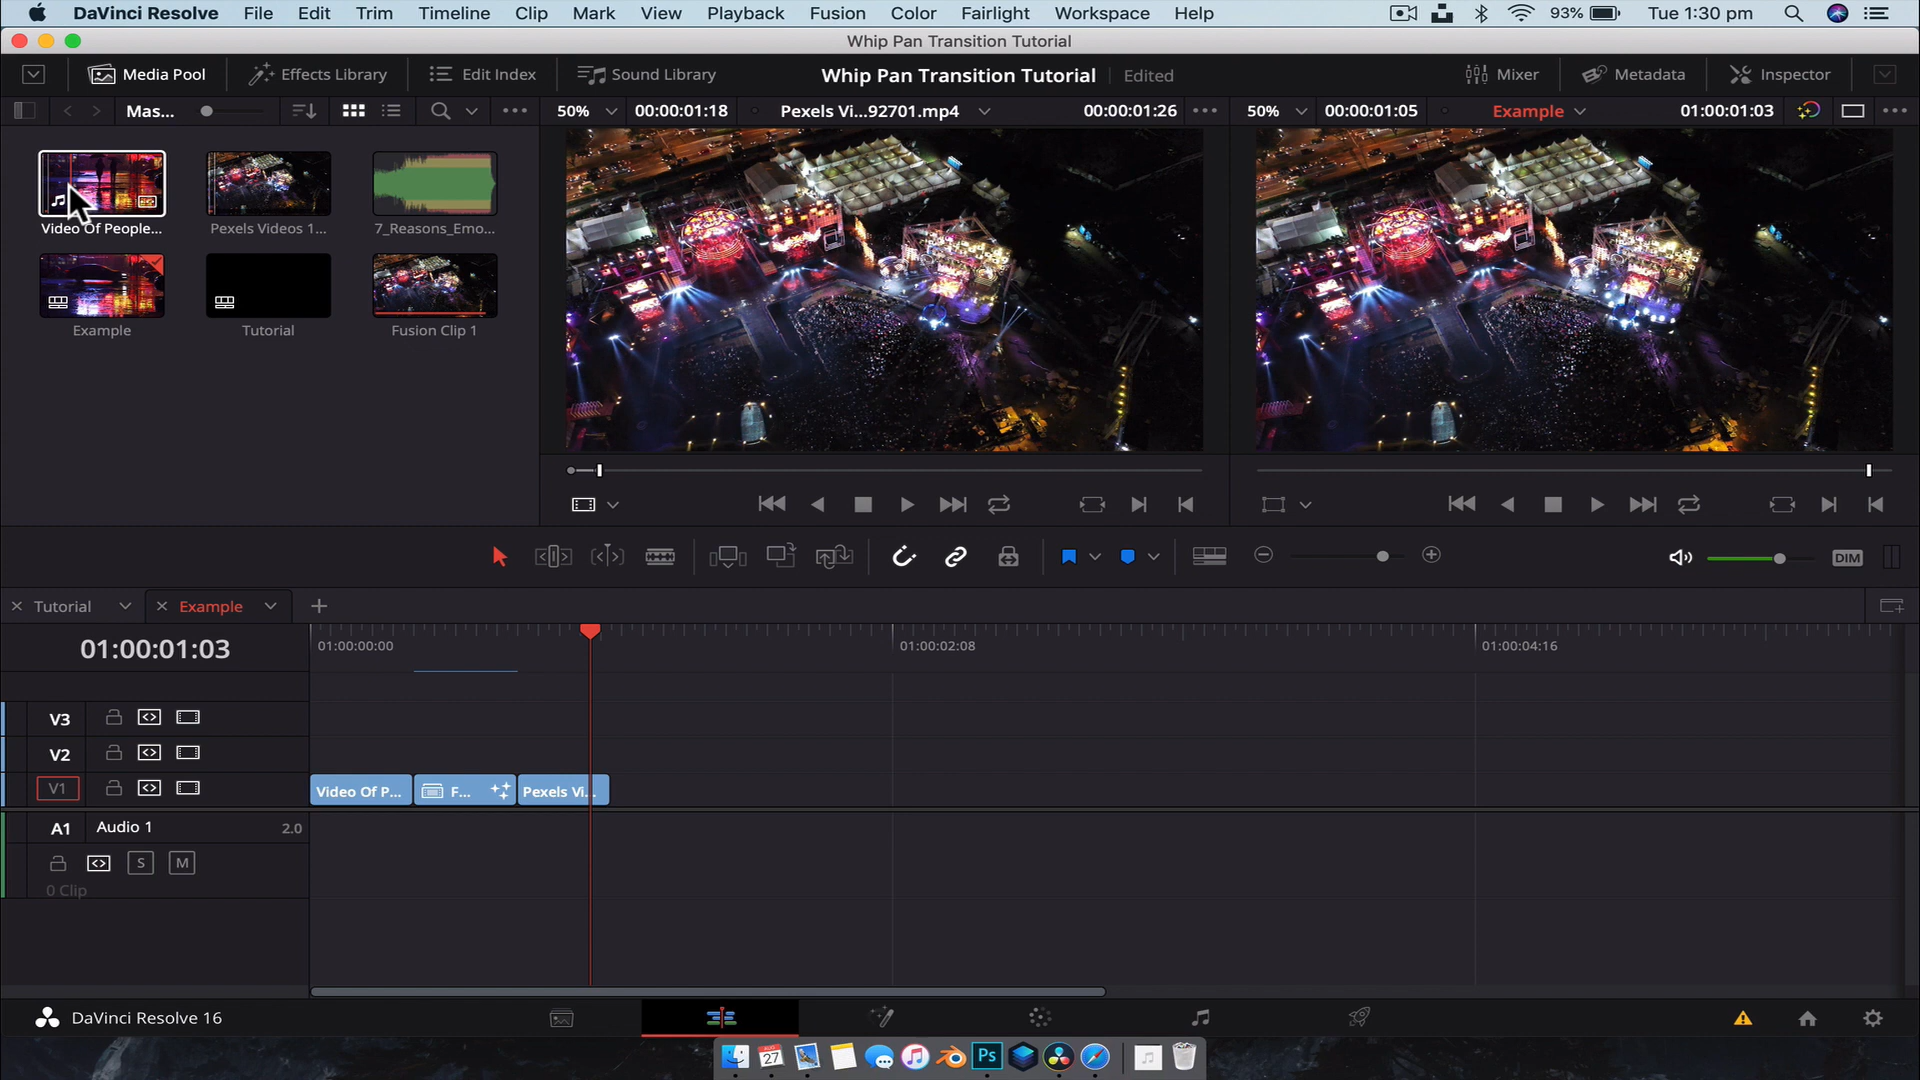 DaVinci Resolve File Edit Trim Timeline Clip Mark View Playback Fusion Color Fairlight Workspace Help 93% Tue 1:30 pm
Whip Pan Transition Tutorial
Media Pool Effects Library Edit Index Sound Library Whip Pan Transition Tutorial Edited Mixer Metadata Inspector
Mas... 50% 00:00:01:18 Pexels Vi...92701.mp4 00:00:01:26 50% 00:00:01:05 Example 01:00:01:03
Video Of People... Pexels Videos 1... 7_Reasons_Emo...
Example Tutorial Fusion Clip 1
DIM
Tutorial Example
01:00:01:03 01:00:00:00 01:00:02:08 01:00:04:16
V3
V2
V1 Video Of P... F... Pexels Vi...
A1 Audio 1 2.0
S M
0 Clip
DaVinci Resolve 16
AUG
27
Ps